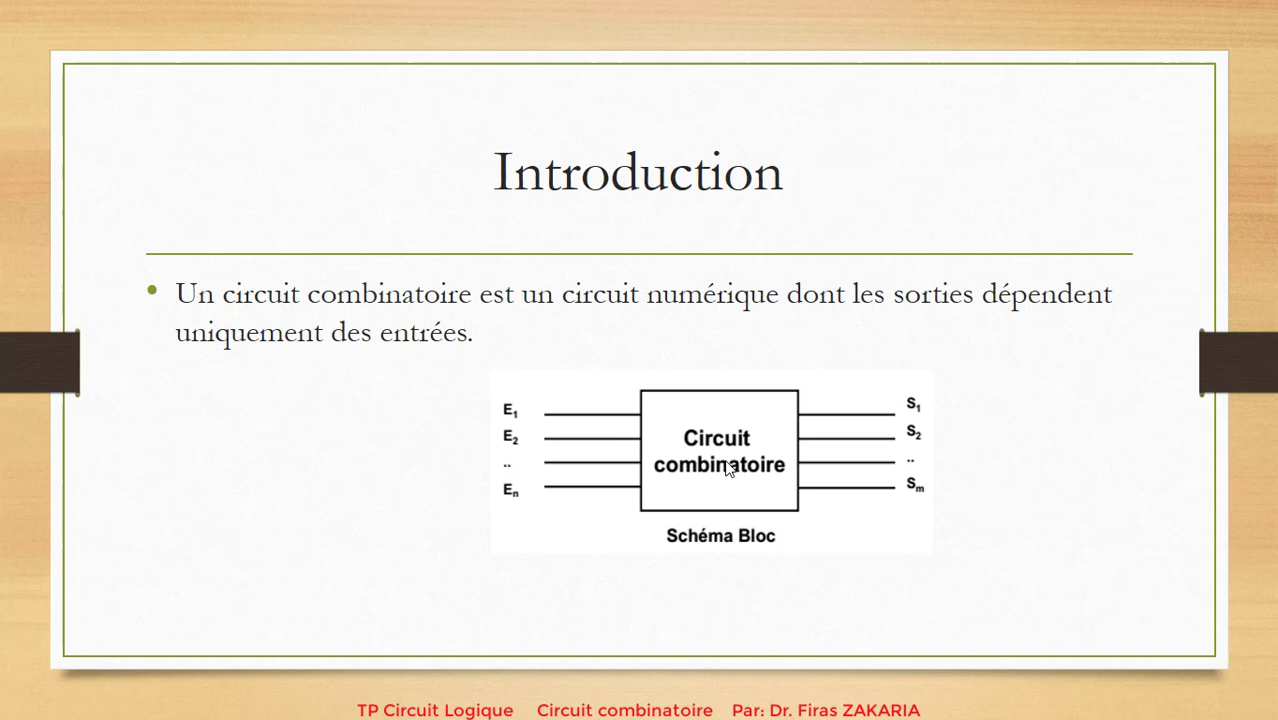 Introduction
• Un circuit combinatoire est un circuit numérique dont les sorties dépendent
uniquement des entrées.
E1
E2
..
En
Circuit
combinatoire
S1
S2
..
Sm
Schéma Bloc
TP Circuit Logique Circuit combinatoire Par: Dr. Firas ZAKARIA